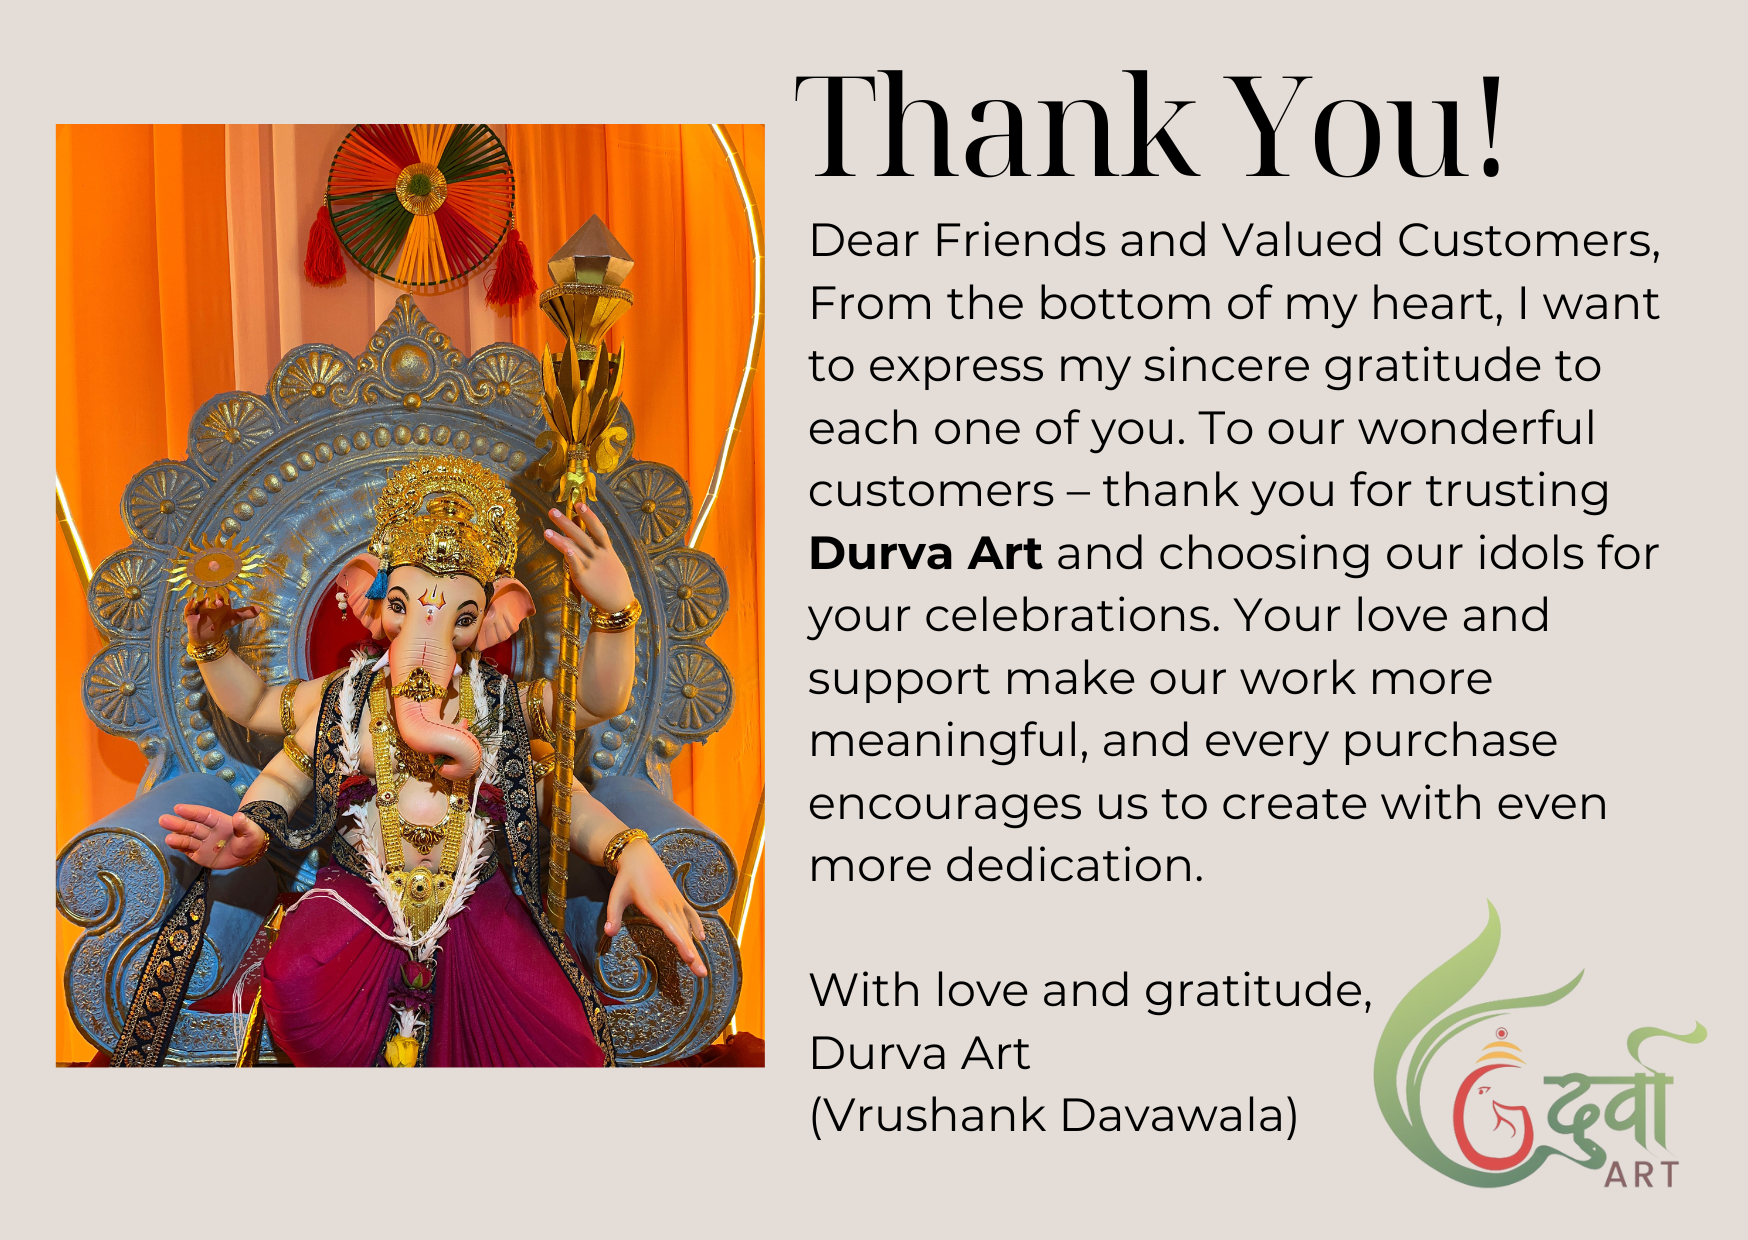 Thank You!
Dear Friends and Valued Customers,
From the bottom of my heart, I want
to express my sincere gratitude to
each one of you. To our wonderful
customers – thank you for trusting
Durva Art and choosing our idols for
your celebrations. Your love and
support make our work more
meaningful, and every purchase
encourages us to create with even
more dedication.
With love and gratitude,
Durva Art
(Vrushank Davawala)
दुर्वा
ART